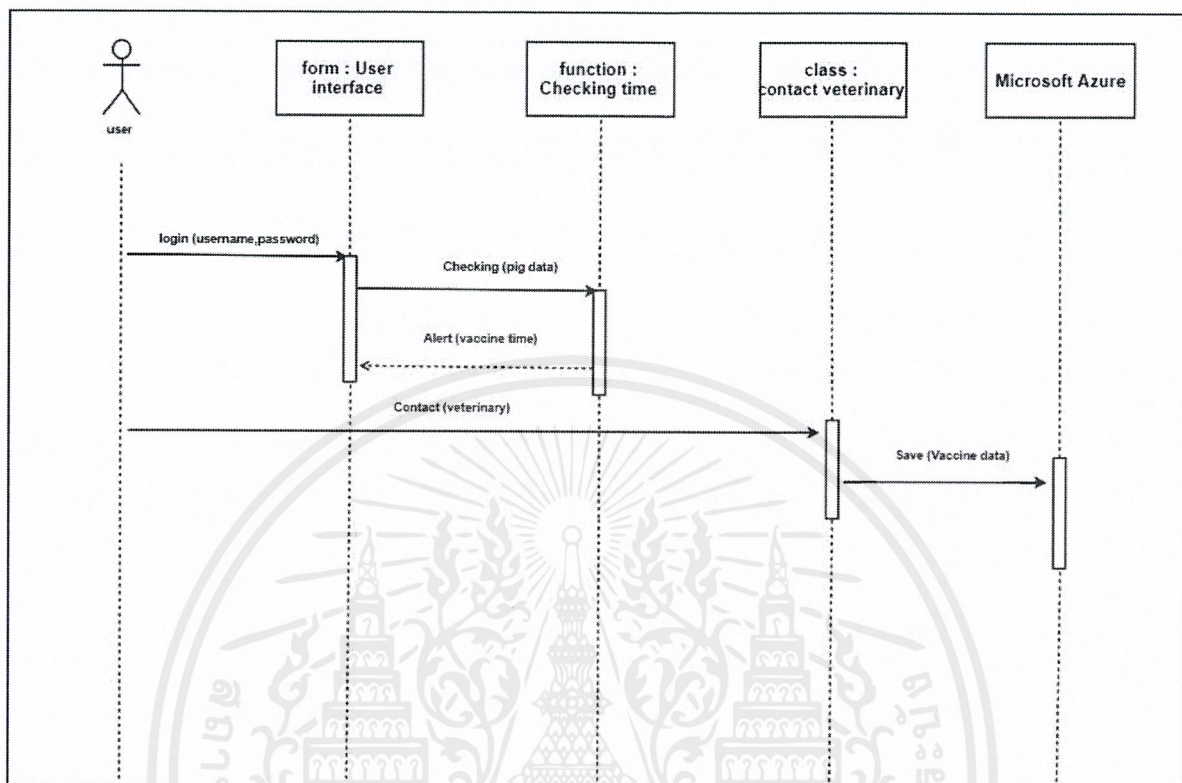 form : User
interface
function :
Checking time
class :
contact veterinary
Microsoft Azure
user
login (username,password)
Checking (pig data)
Alert (vaccine time)
Contact (veterinary)
Save (Vaccine data)